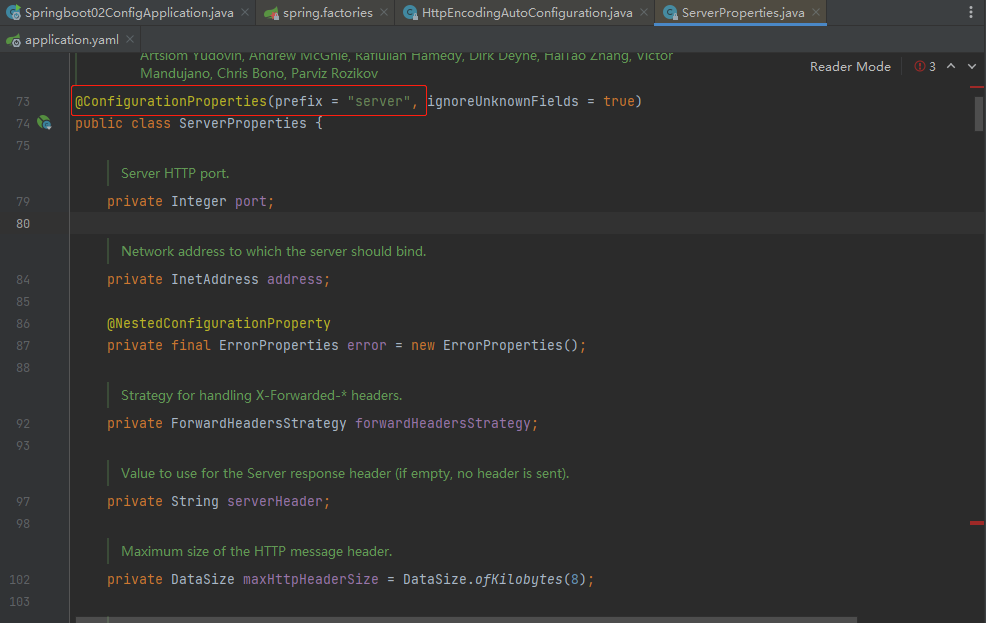 Springboot02ConfigApplication.java
spring.factories
HttpEncodingAutoConfiguration.java
ServerProperties.java
application.yaml
Artsiom Yudovin, Andrew McGhie, Rafiullah Hamedy, Dirk Deyne, HaiTao Zhang, Victor
Mandujano, Chris Bono, Parviz Rozikov
Reader Mode
3
73 @ConfigurationProperties(prefix = "server", ignoreUnknownFields = true)
74 public class ServerProperties {
75
Server HTTP port.
79 private Integer port;
80
Network address to which the server should bind.
84 private InetAddress address;
85
86 @NestedConfigurationProperty
87 private final ErrorProperties error = new ErrorProperties();
88
Strategy for handling X-Forwarded-* headers.
92 private ForwardHeadersStrategy forwardHeadersStrategy;
93
Value to use for the Server response header (if empty, no header is sent).
97 private String serverHeader;
98
Maximum size of the HTTP message header.
102 private DataSize maxHttpHeaderSize = DataSize.ofKilobytes(8);
103